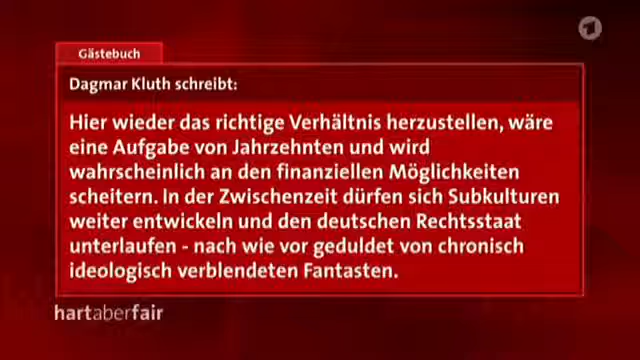 Gästebuch
Dagmar Kluth schreibt:
Hier wieder das richtige Verhältnis herzustellen, wäre
eine Aufgabe von Jahrzehnten und wird
wahrscheinlich an den finanziellen Möglichkeiten
scheitern. In der Zwischenzeit dürfen sich Subkulturen
weiter entwickeln und den deutschen Rechtsstaat
unterlaufen - nach wie vor geduldet von chronisch
ideologisch verblendeten Fantasten.
hartaberfair